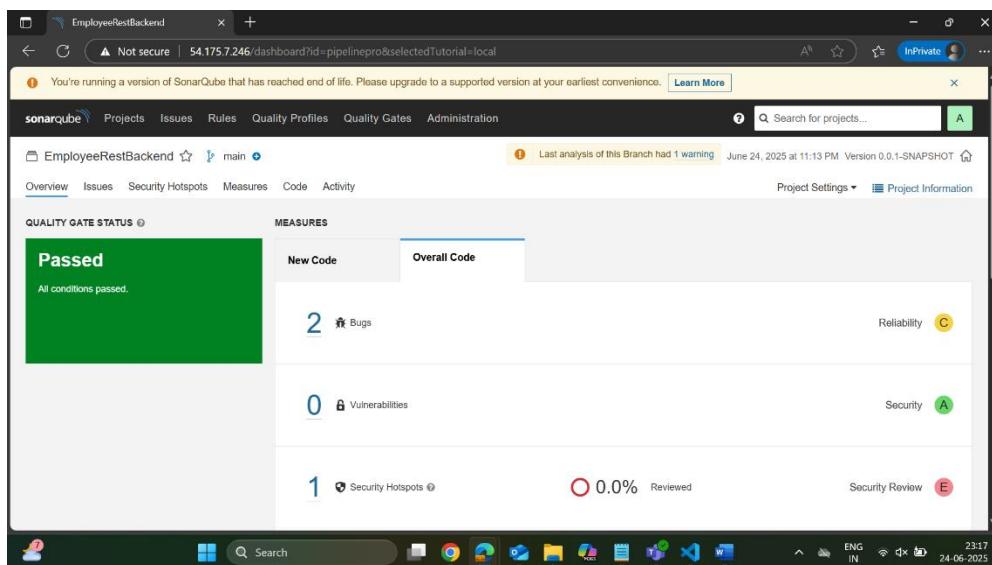 EmployeeRestBackend
Not secure 54.175.7.246/dashboard?id=pipelinepro&selectedTutorial=local
InPrivate
You're running a version of SonarQube that has reached end of life. Please upgrade to a supported version at your earliest convenience. Learn More
sonarqube Projects Issues Rules Quality Profiles Quality Gates Administration Search for projects... A
EmployeeRestBackend main Last analysis of this Branch had 1 warning June 24, 2025 at 11:13 PM Version 0.0.1-SNAPSHOT
Overview Issues Security Hotspots Measures Code Activity Project Settings Project Information
QUALITY GATE STATUS MEASURES
Passed
All conditions passed.
New Code Overall Code
2 Bugs Reliability C
0 Vulnerabilities Security A
1 Security Hotspots 0.0% Reviewed Security Review E
7 Search ENG 23:17
IN 24-06-2025